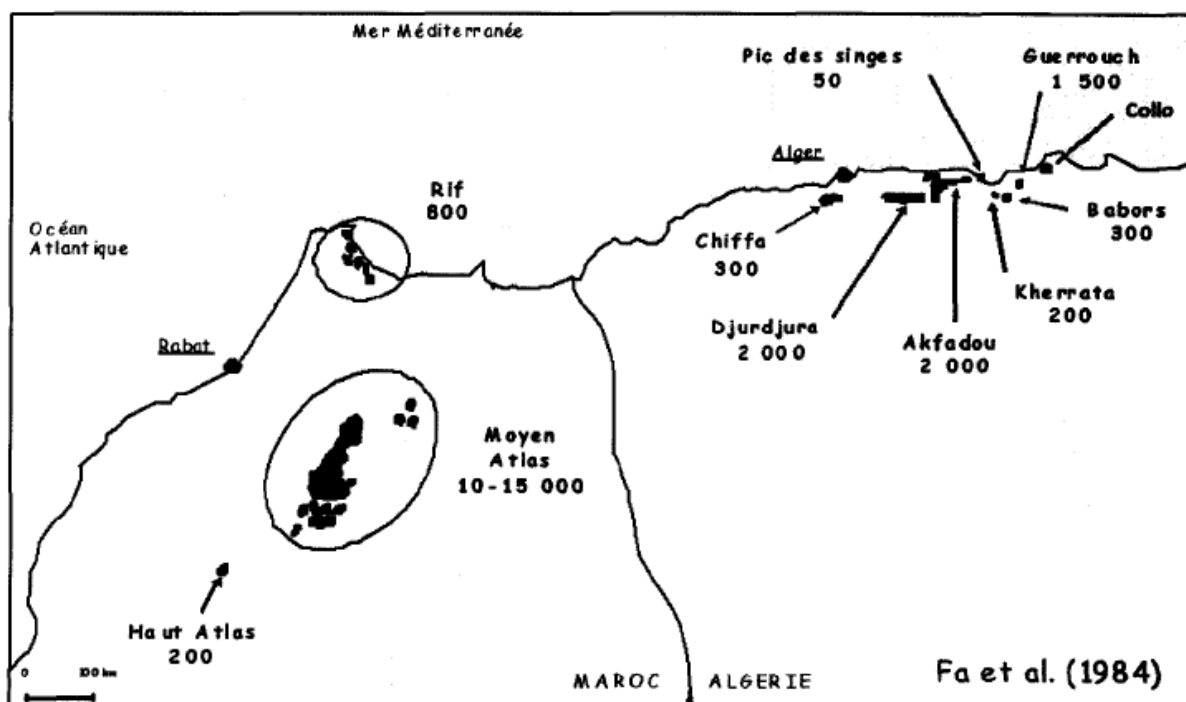 Mer Méditerranée
Pic des singes
50
Guerrouch
1 500
Collo
Alger
Rif
800
Océan
Atlantique
Chiffa
300
Babors
300
Kherrata
200
Djurdjura
2 000
Akfadou
2 000
Rabat
Moyen
Atlas
10-15 000
Haut Atlas
200
0 100 km
MAROC ALGERIE
Fa et al. (1984)